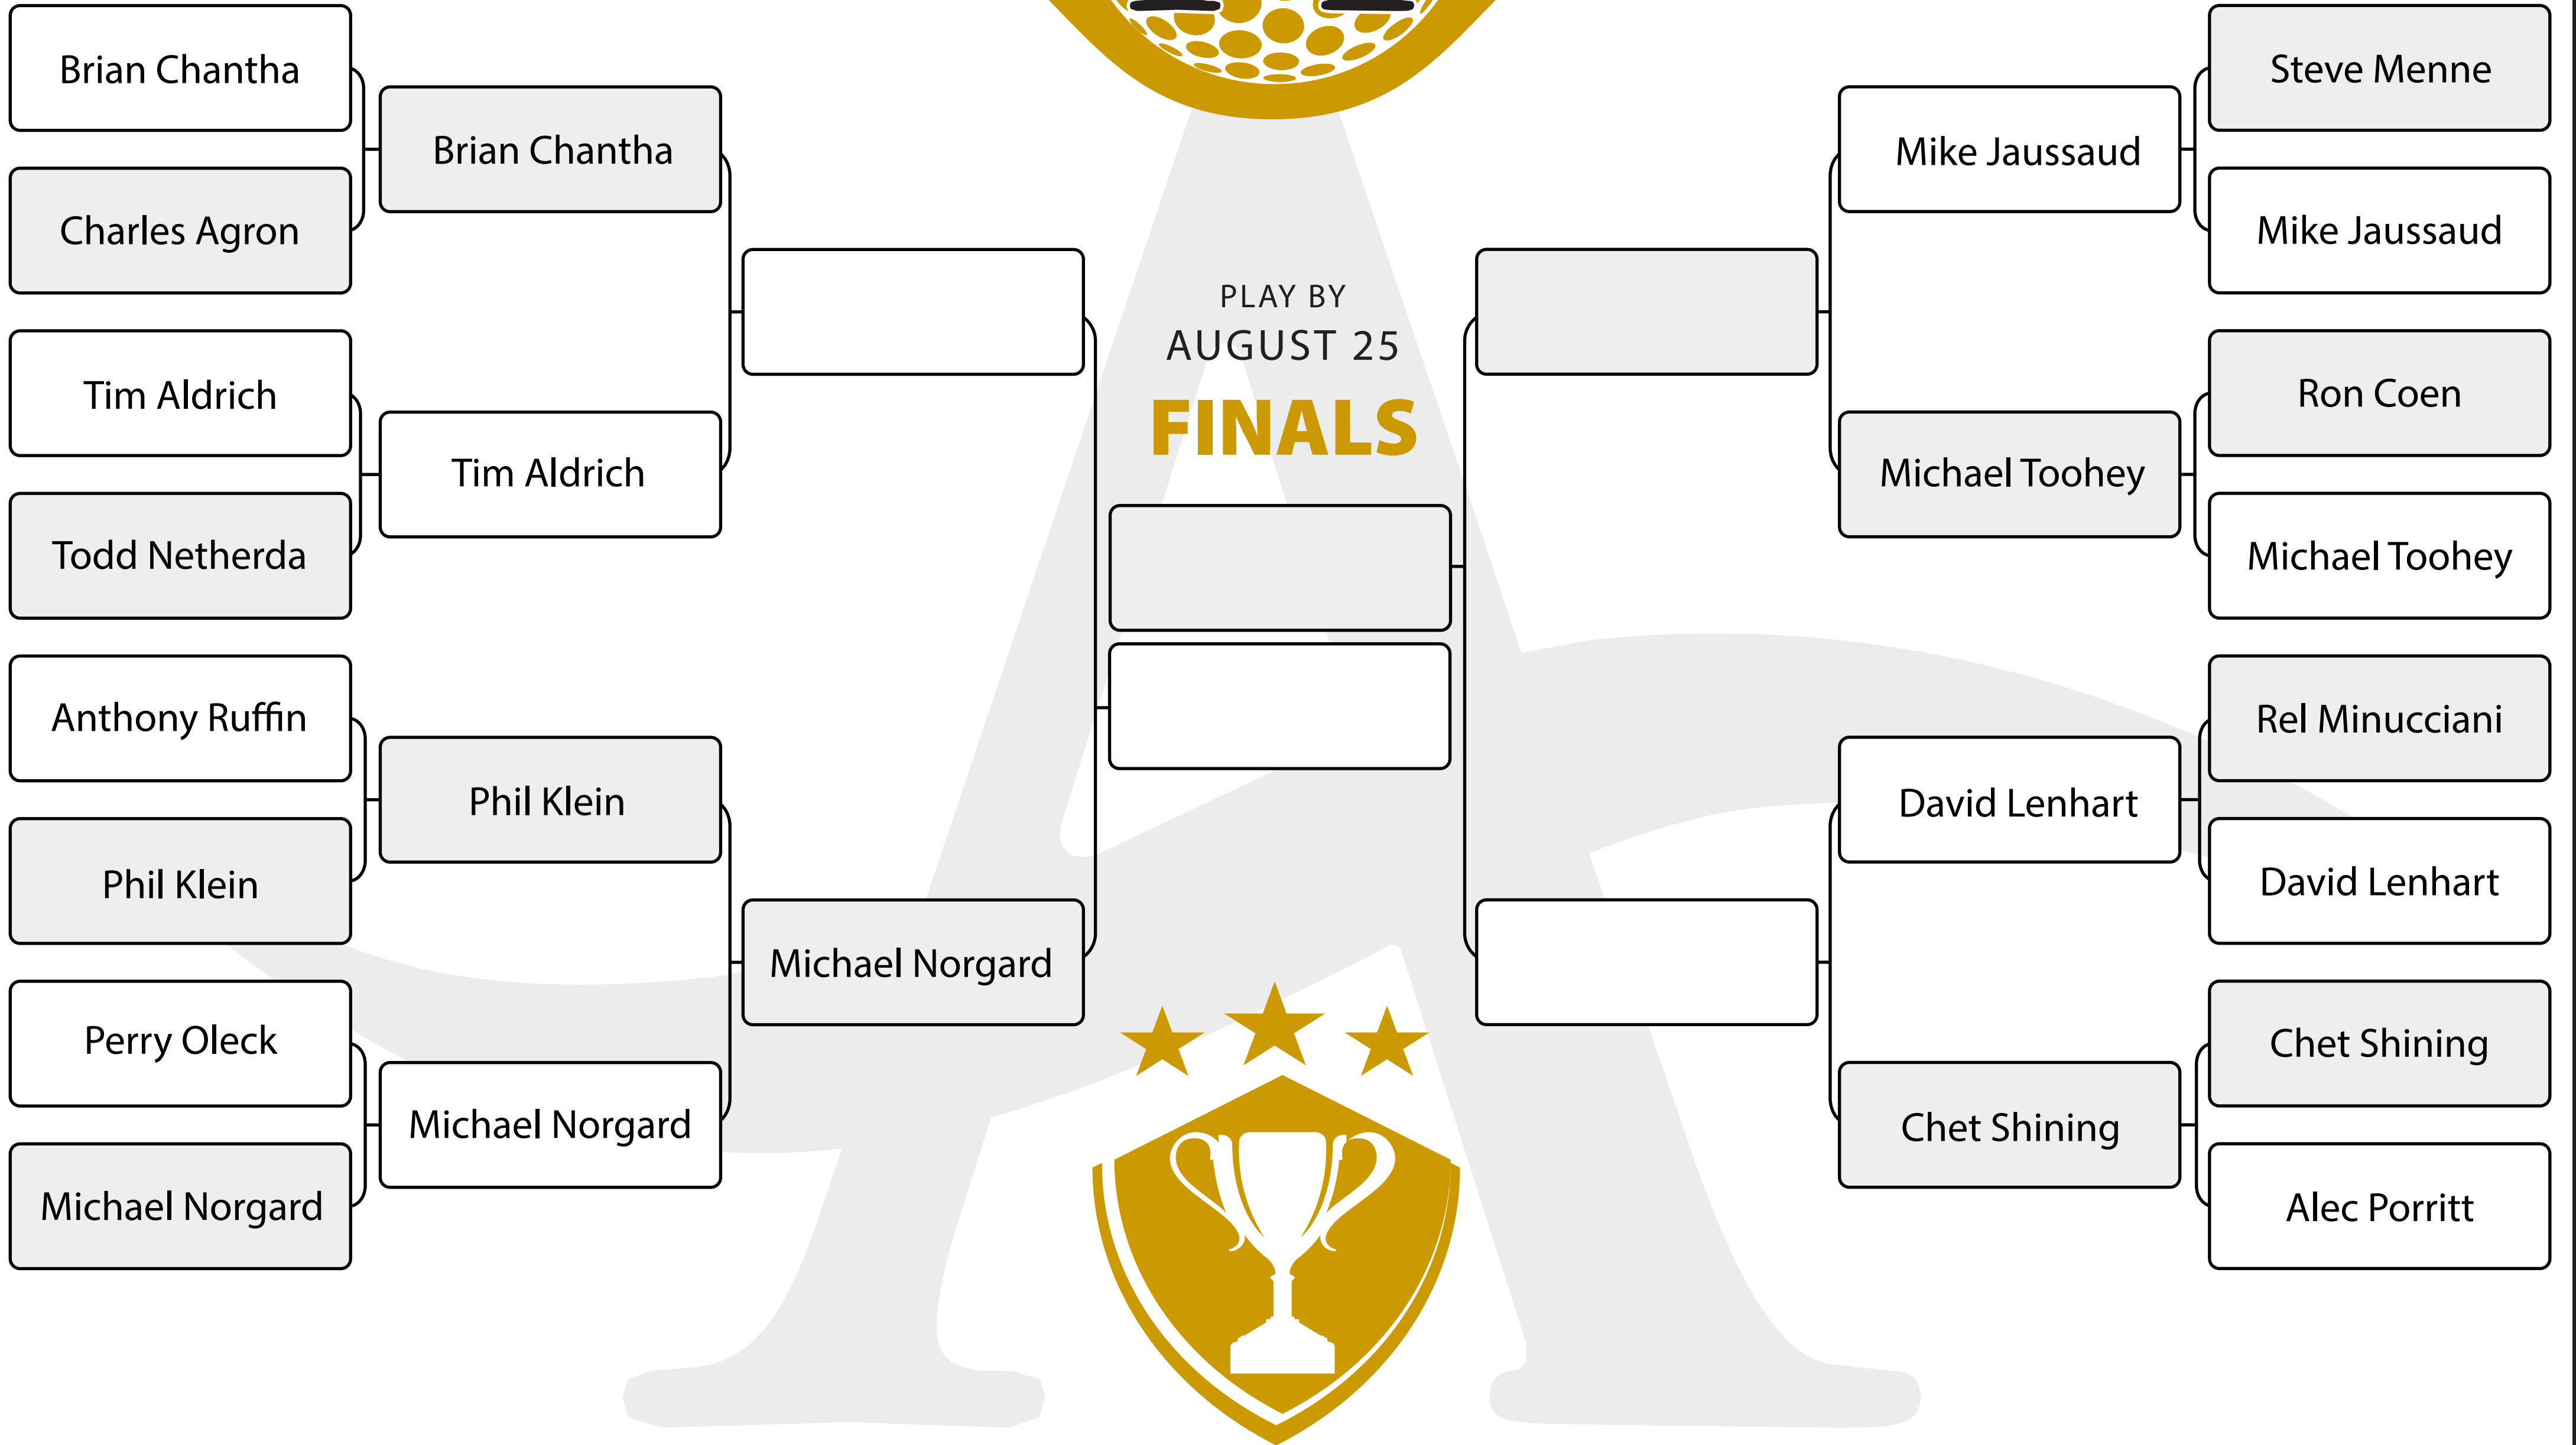 Brian Chantha
Charles Agron
Tim Aldrich
Todd Netherda
Anthony Ruffin
Phil Klein
Perry Oleck
Michael Norgard
Brian Chantha
Tim Aldrich
Phil Klein
Michael Norgard
Michael Norgard
PLAY BY
AUGUST 25
FINALS
Mike Jaussaud
Michael Toohey
David Lenhart
Chet Shining
Steve Menne
Mike Jaussaud
Ron Coen
Michael Toohey
Rel Minucciani
David Lenhart
Chet Shining
Alec Porritt